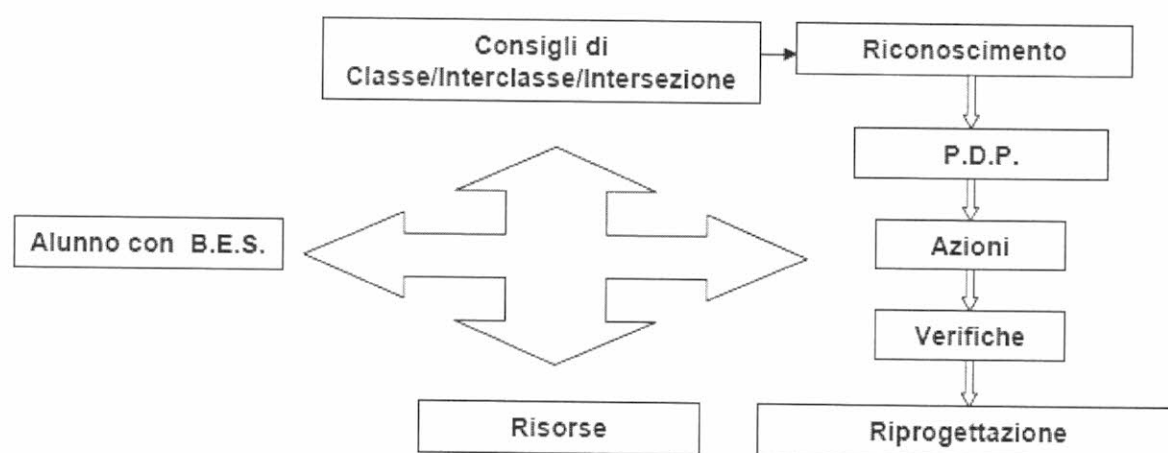 Consigli di
Classe/Interclasse/Intersezione
Riconoscimento
P.D.P.
Alunno con B.E.S.
Azioni
Verifiche
Risorse
Riprogettazione